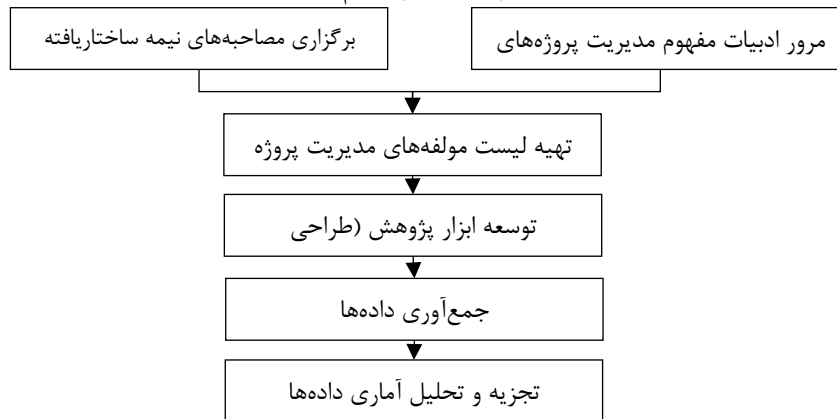 مرور ادبیات مفهوم مدیریت پروژه‌های
برگزاری مصاحبه‌های نیمه ساختاریافته
تهیه لیست مولفه‌های مدیریت پروژه
توسعه ابزار پژوهش (طراحی
جمع‌آوری داده‌ها
تجزیه و تحلیل آماری داده‌ها